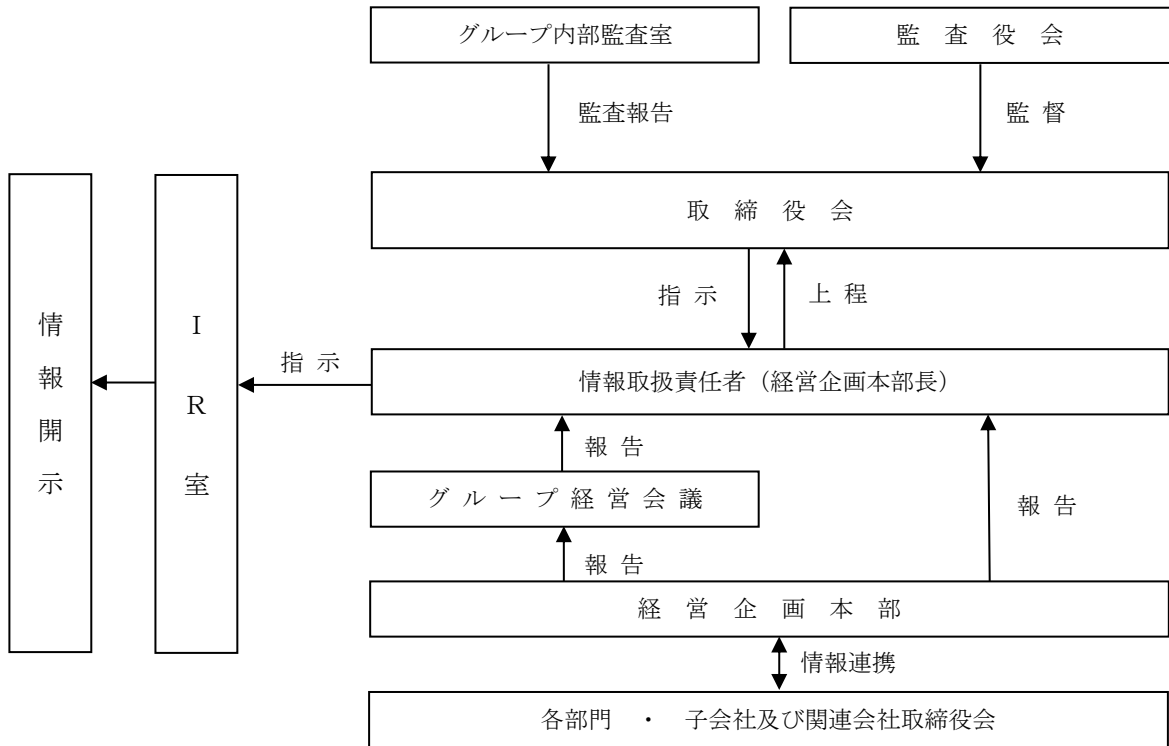 グループ内部監査室
監 査 役 会
監査報告
監 督
取 締 役 会
指 示
上 程
情報取扱責任者（経営企画本部長）
指 示
情報開示
ＩＲ室
報 告
グ ル ー プ 経 営 会 議
報 告
報 告
経 営 企 画 本 部
情報連携
各部門 ・ 子会社及び関連会社取締役会